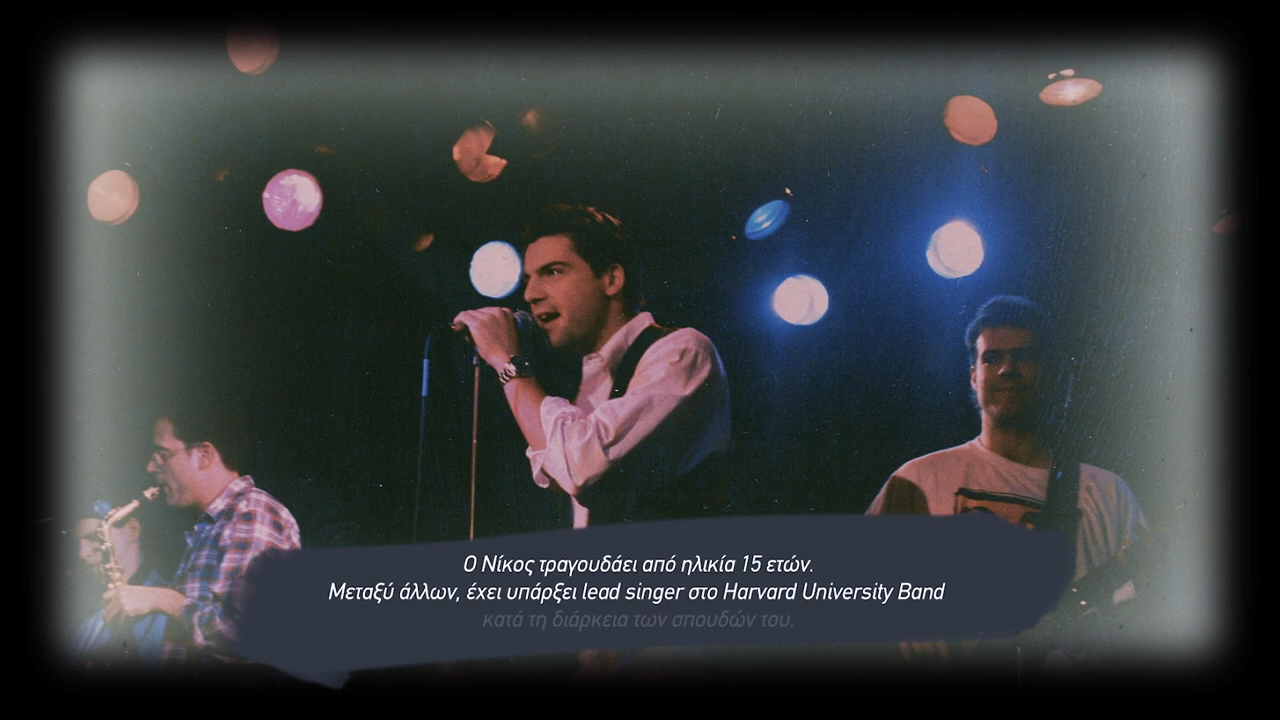 Ο Νίκος τραγουδάει από ηλικία 15 ετών.
Μεταξύ άλλων, έχει υπάρξει lead singer στο Harvard University Band
κατά τη διάρκεια των σπουδών του.